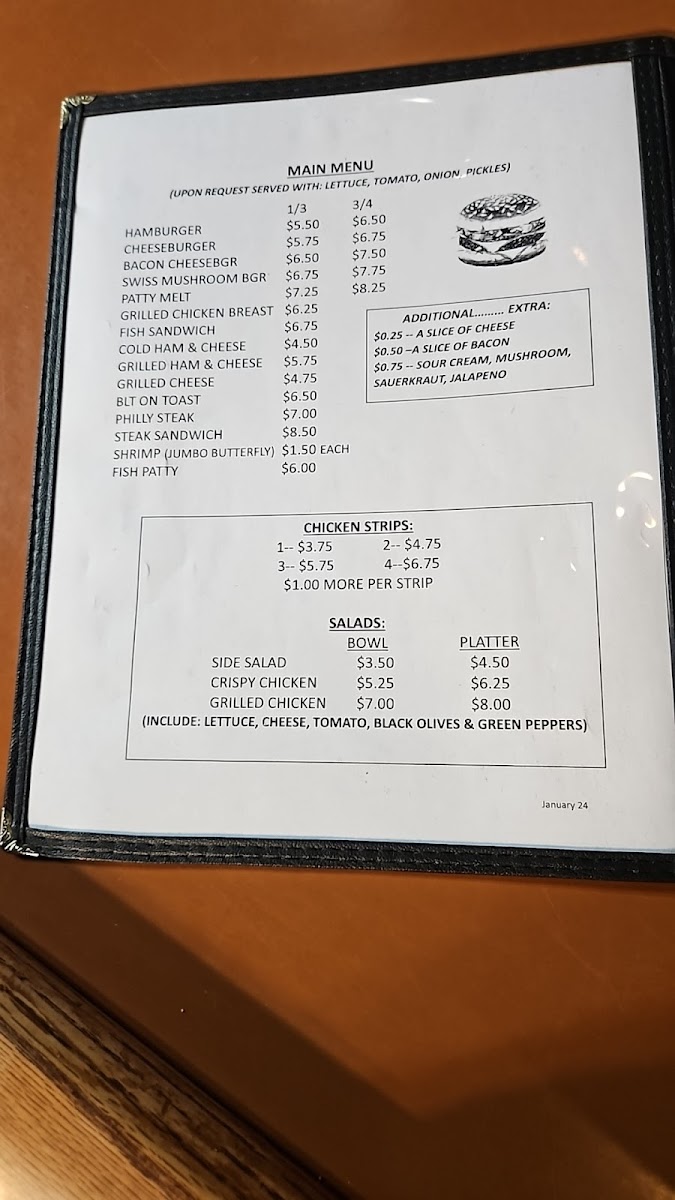 MAIN MENU
(UPON REQUEST SERVED WITH: LETTUCE, TOMATO, ONION PICKLES)
1/3 3/4
HAMBURGER $5.50 $6.50
CHEESEBURGER $5.75 $6.75
BACON CHEESEBGR $6.50 $7.50
SWISS MUSHROOM BGR $6.75 $7.75
PATTY MELT $7.25 $8.25
GRILLED CHICKEN BREAST $6.25
FISH SANDWICH $6.75
COLD HAM & CHEESE $4.50
GRILLED HAM & CHEESE $5.75
GRILLED CHEESE $4.75
BLT ON TOAST $6.50
PHILLY STEAK $7.00
STEAK SANDWICH $8.50
SHRIMP (JUMBO BUTTERFLY) $1.50 EACH
FISH PATTY $6.00
ADDITIONAL......... EXTRA:
$0.25 -- A SLICE OF CHEESE
$0.50 –A SLICE OF BACON
$0.75 -- SOUR CREAM, MUSHROOM,
SAUERKRAUT, JALAPENO
CHICKEN STRIPS:
1-- $3.75 2-- $4.75
3-- $5.75 4--$6.75
$1.00 MORE PER STRIP
SALADS:
BOWL PLATTER
SIDE SALAD $3.50 $4.50
CRISPY CHICKEN $5.25 $6.25
GRILLED CHICKEN $7.00 $8.00
(INCLUDE: LETTUCE, CHEESE, TOMATO, BLACK OLIVES & GREEN PEPPERS)
January 24